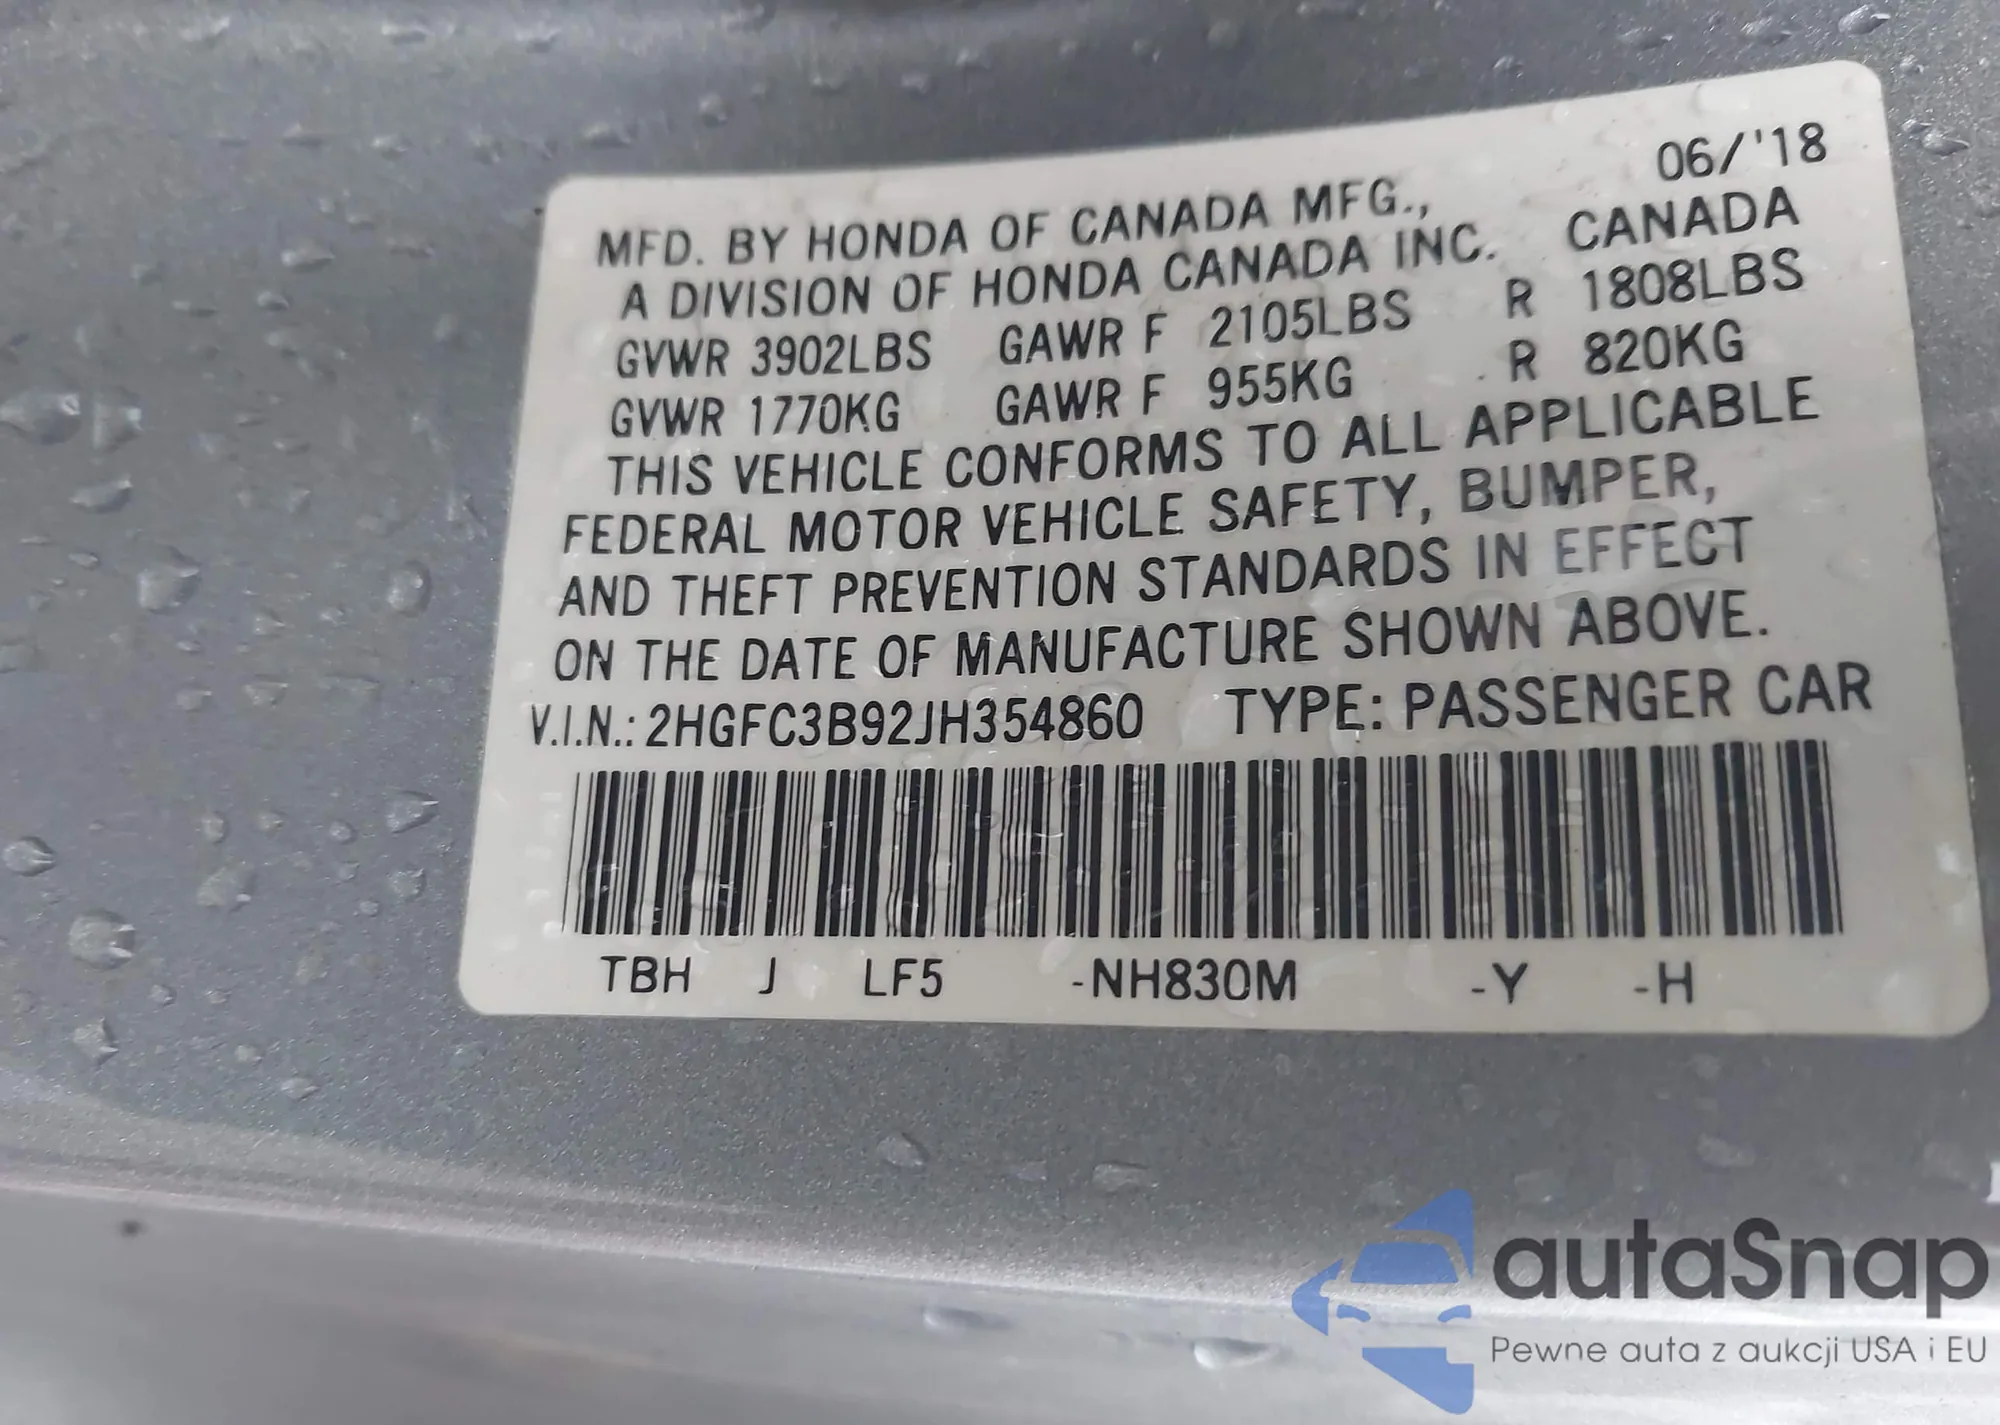 06/'18
MFD. BY HONDA OF CANADA MFG.,
A DIVISION OF HONDA CANADA INC. CANADA
GVWR 3902LBS GAWR F 2105LBS R 1808LBS
GVWR 1770KG GAWR F 955KG R 820KG
THIS VEHICLE CONFORMS TO ALL APPLICABLE
FEDERAL MOTOR VEHICLE SAFETY, BUMPER,
AND THEFT PREVENTION STANDARDS IN EFFECT
ON THE DATE OF MANUFACTURE SHOWN ABOVE.
V.I.N.: 2HGFC3B92JH354860 TYPE: PASSENGER CAR
TBH J LF5 -NH830M -Y -H
autaSnap
Pewne auta z aukcji USA i EU